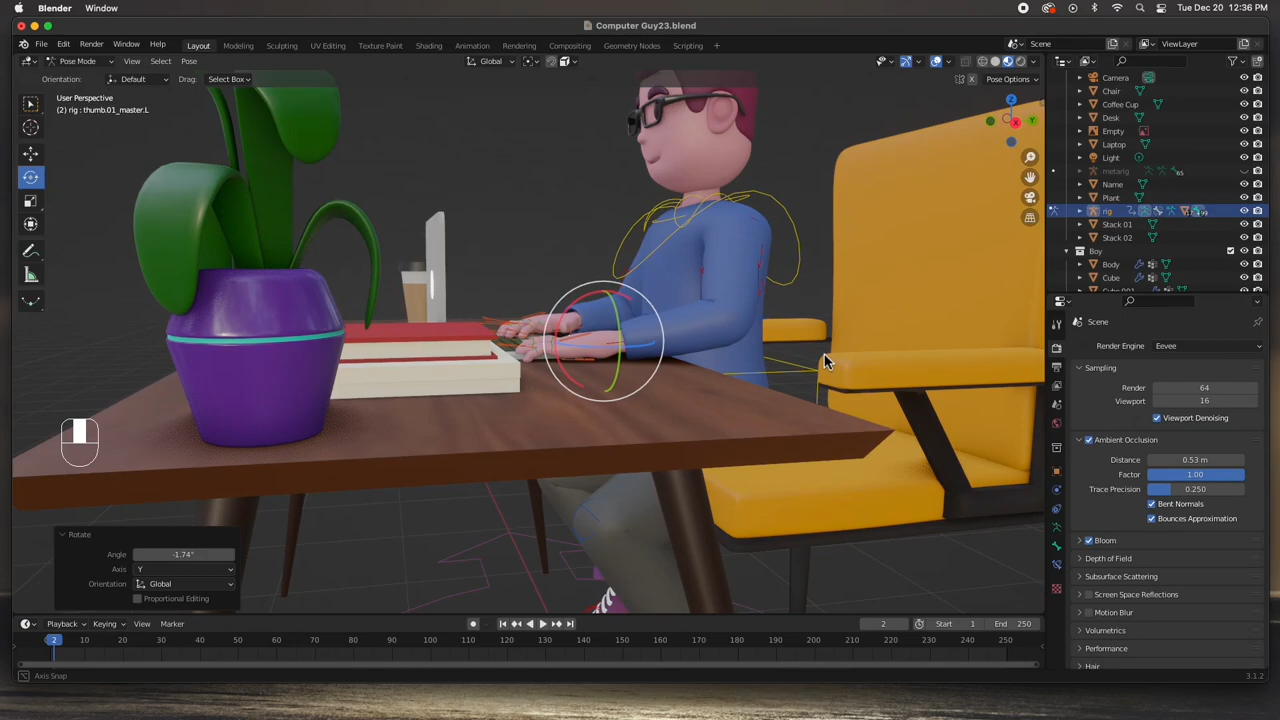 Blender Window Tue Dec 20 12:36 PM
Computer Guy23.blend
File Edit Render Window Help Layout Modeling Sculpting UV Editing Texture Paint Shading Animation Rendering Compositing Geometry Nodes Scripting + Scene ViewLayer
Pose Mode View Select Pose Global
Orientation: Default Drag: Select Box X Pose Options
User Perspective
(2) rig : thumb.01_master.L
Z
Y
X
Camera
Chair
Coffee Cup
Desk
Empty
Laptop
Light
metarig 65
Name
Plant
rig
Stack 01
Stack 02
Boy
Body
Cube
Cube.001
Scene
Render Engine Eevee
Sampling
Render 64
Viewport 16
Viewport Denoising
Ambient Occlusion
Distance 0.53 m
Factor 1.00
Trace Precision 0.250
Bent Normals
Bounces Approximation
Bloom
Depth of Field
Subsurface Scattering
Screen Space Reflections
Motion Blur
Volumetrics
Performance
Hair
Rotate
Angle -1.74°
Axis Y
Orientation Global
Proportional Editing
Playback Keying View Marker 2 Start 1 End 250
2 10 20 30 40 50 60 70 80 90 100 110 120 130 140 150 160 170 180 190 200 210 220 230 240 250
Axis Snap 3.1.2